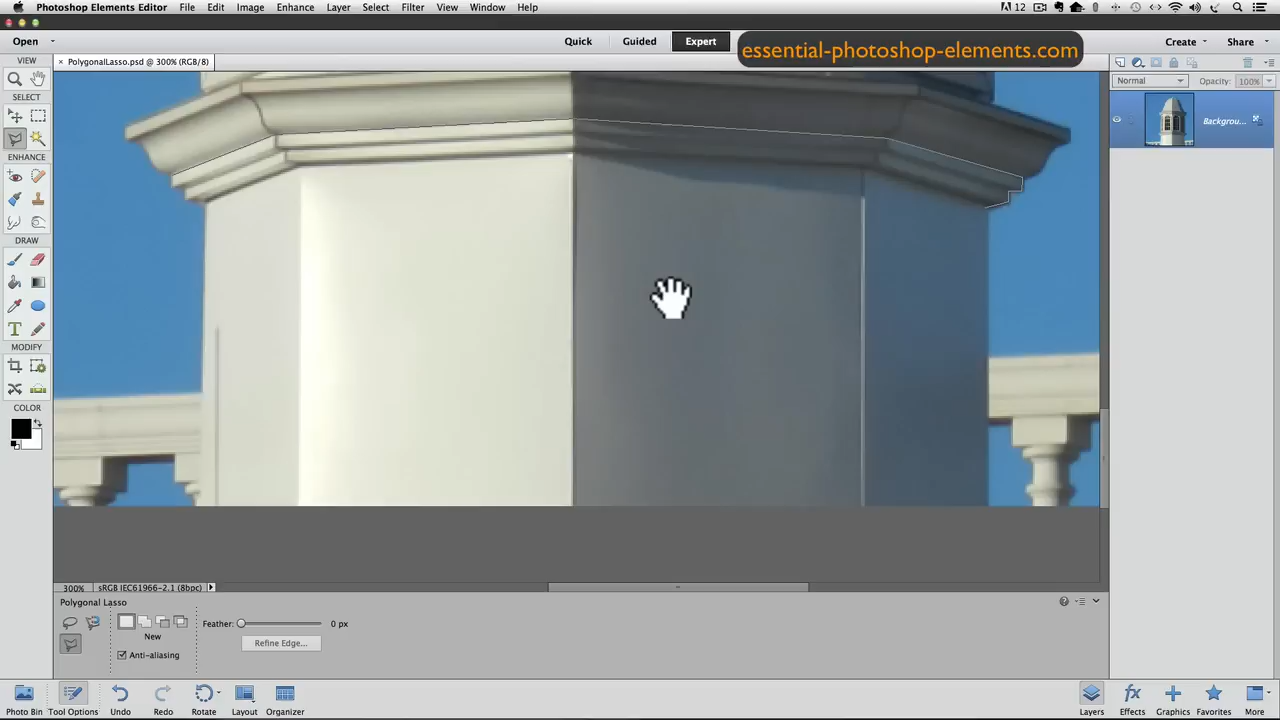 Photoshop Elements Editor File Edit Image Enhance Layer Select Filter View Window Help 12
Open Quick Guided Expert essential-photoshop-elements.com Create Share
VIEW × PolygonalLasso.psd @ 300% (RGB/8)
Normal Opacity: 100%
SELECT
Backgrou...
ENHANCE
DRAW
T
MODIFY
COLOR
300% sRGB IEC61966-2.1 (8bpc)
Polygonal Lasso
Feather: 0 px
New
Refine Edge...
Anti-aliasing
Photo Bin Tool Options Undo Redo Rotate Layout Organizer Layers Effects Graphics Favorites More